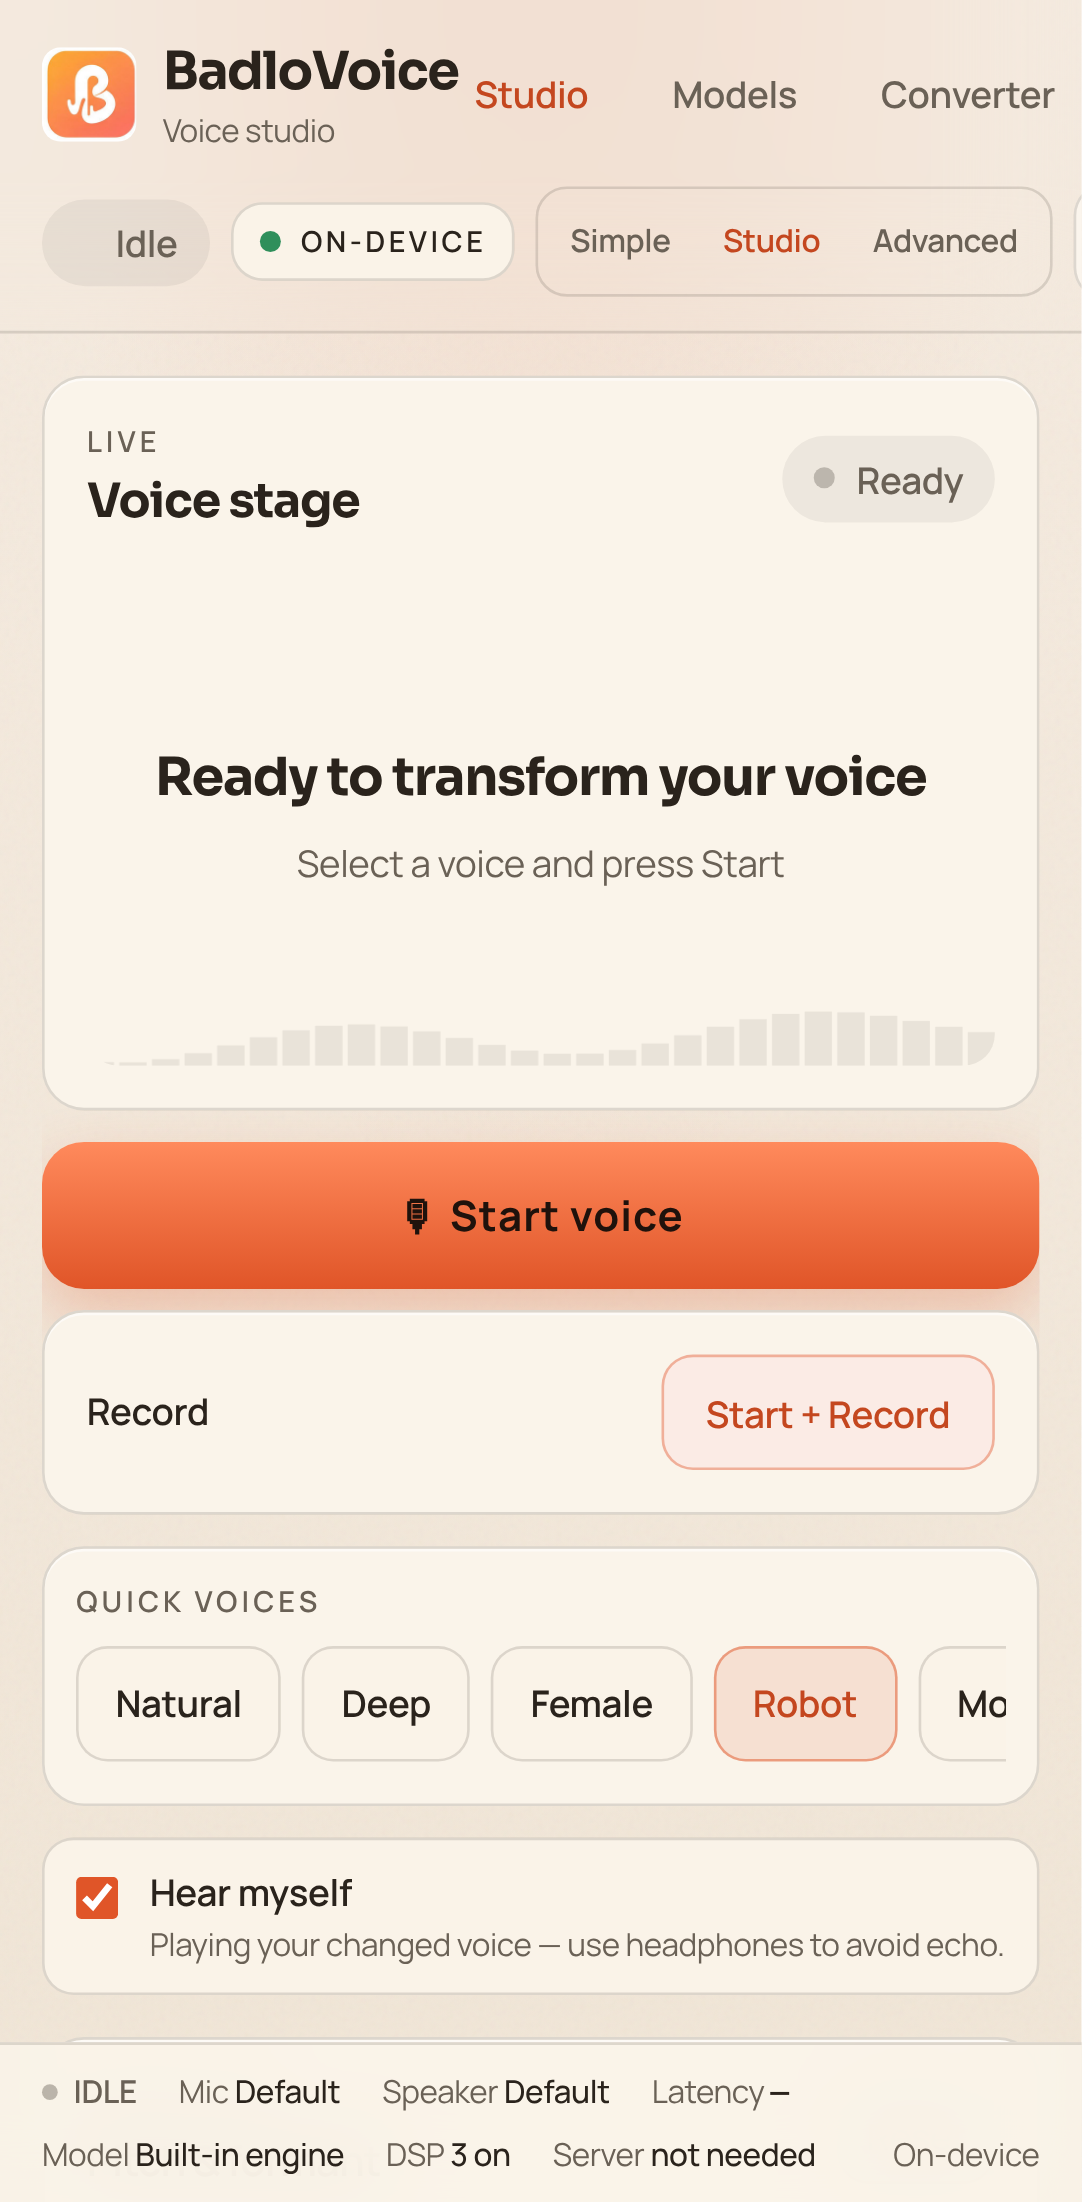 BadloVoice
Voice studio
Studio Models Converter
Idle ON-DEVICE Simple Studio Advanced
LIVE
Voice stage
Ready
Ready to transform your voice
Select a voice and press Start
Start voice
Record Start + Record
QUICK VOICES
Natural Deep Female Robot Mo
Hear myself
Playing your changed voice — use headphones to avoid echo.
IDLE Mic Default Speaker Default Latency –
Model Built-in engine DSP 3 on Server not needed On-device